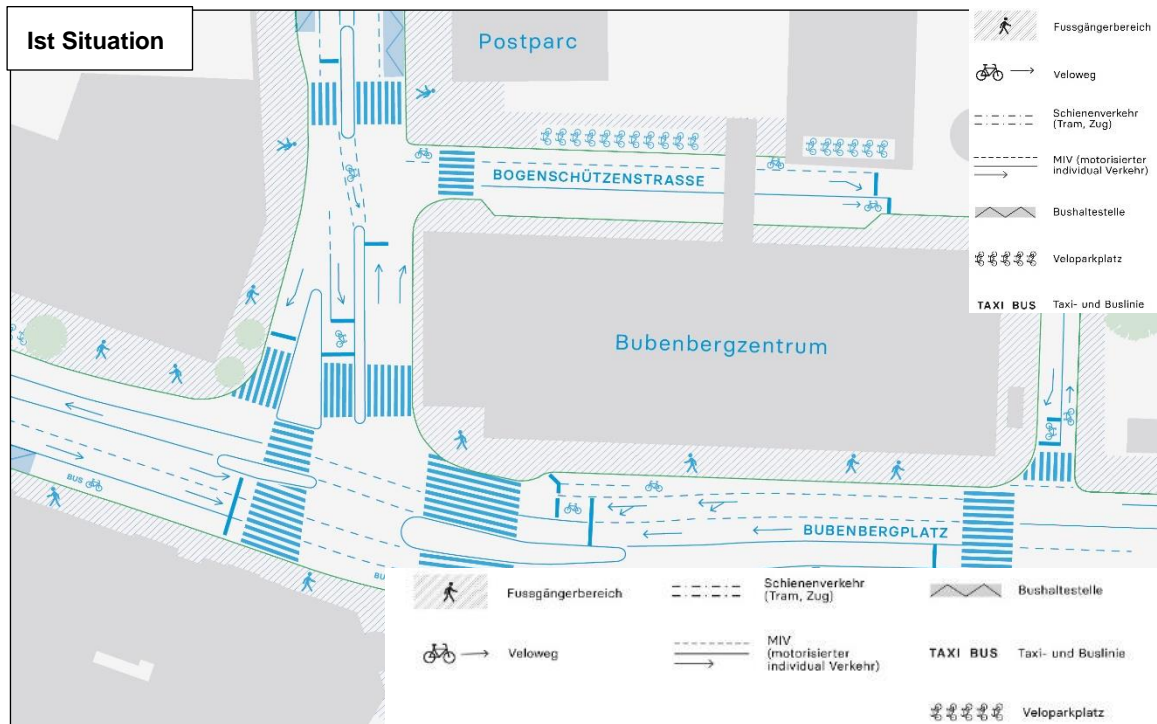 Ist Situation
Postparc
BOGENSCHÜTZENSTRASSE
Bubenbergzentrum
BUBENBERGPLATZ
BUS
BU
Fussgängerbereich
Veloweg
Schienenverkehr
(Tram, Zug)
MIV (motorisierter
individual Verkehr)
Bushaltestelle
Veloparkplatz
TAXI BUS Taxi- und Buslinie
Fussgängerbereich
Veloweg
Schienenverkehr
(Tram, Zug)
MIV
(motorisierter
individual Verkehr)
Bushaltestelle
TAXI BUS Taxi- und Buslinie
Veloparkplatz